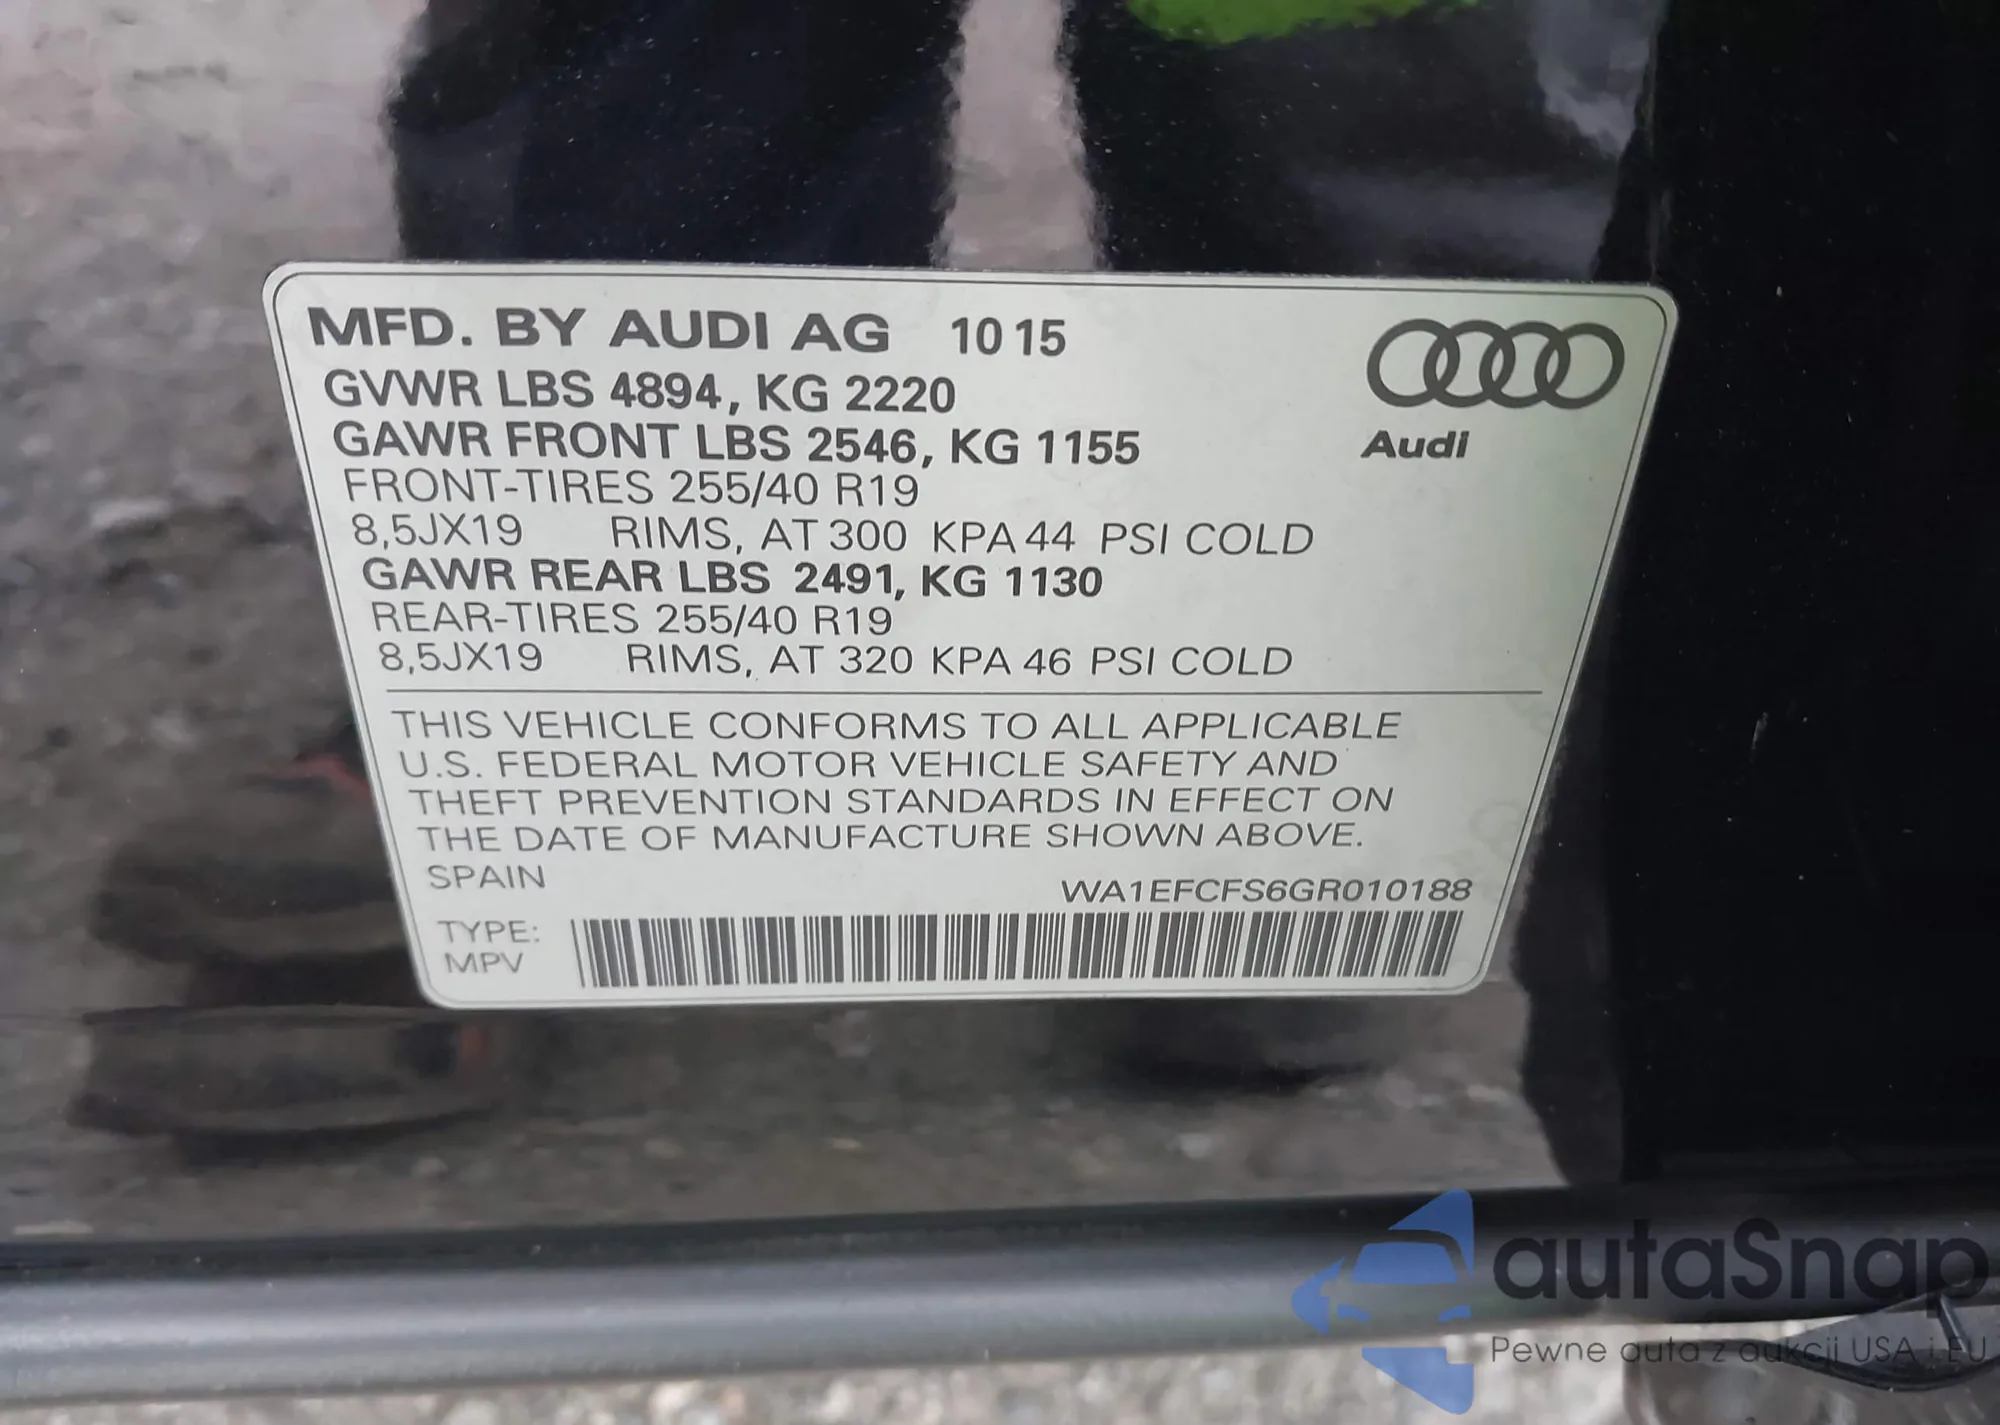 MFD. BY AUDI AG 10 15
GVWR LBS 4894, KG 2220
GAWR FRONT LBS 2546, KG 1155
Audi
FRONT-TIRES 255/40 R19
8,5JX19 RIMS, AT 300 KPA 44 PSI COLD
GAWR REAR LBS 2491, KG 1130
REAR-TIRES 255/40 R19
8,5JX19 RIMS, AT 320 KPA 46 PSI COLD
THIS VEHICLE CONFORMS TO ALL APPLICABLE
U.S. FEDERAL MOTOR VEHICLE SAFETY AND
THEFT PREVENTION STANDARDS IN EFFECT ON
THE DATE OF MANUFACTURE SHOWN ABOVE.
SPAIN
WA1EFCFS6GR010188
TYPE:
MPV
autaSnap
Pewne auta z aukcji USA i EU